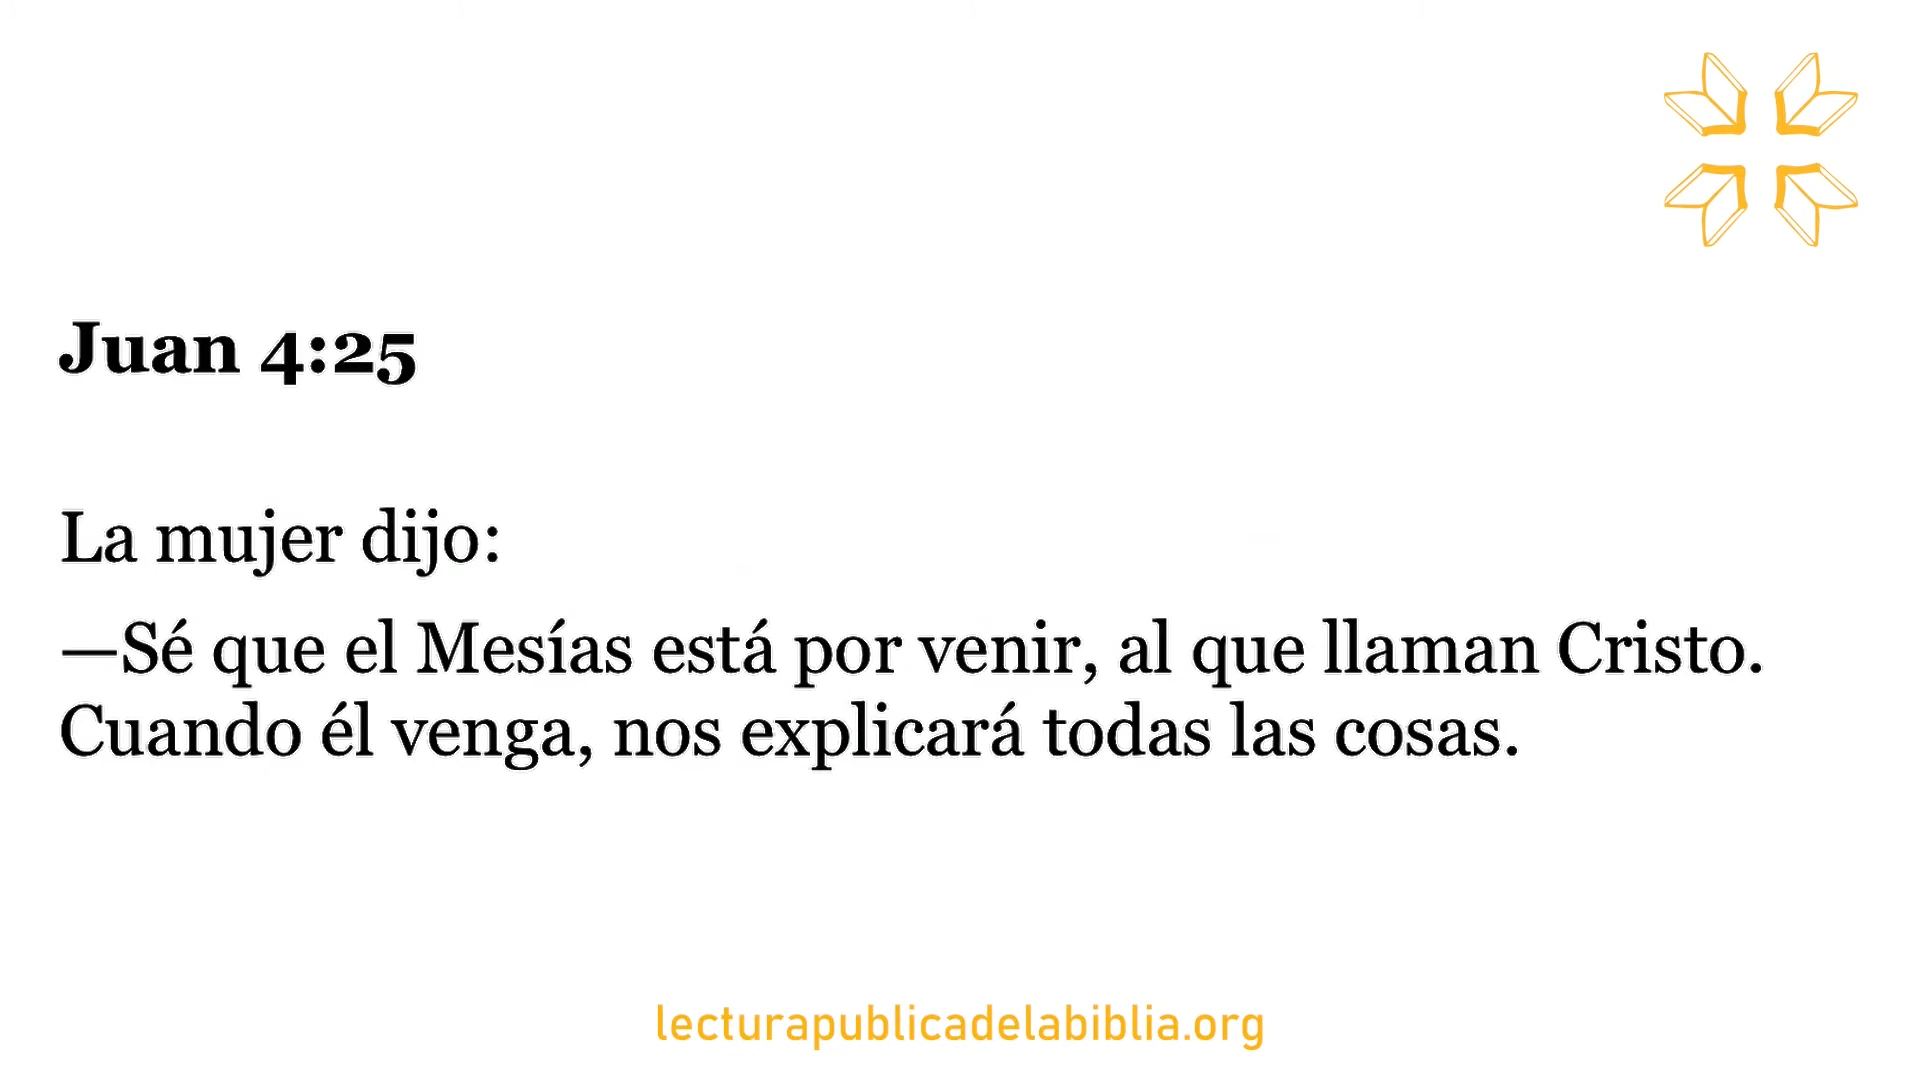 Juan 4:25
La mujer dijo:
—Sé que el Mesías está por venir, al que llaman Cristo.
Cuando él venga, nos explicará todas las cosas.
lecturapublicadelabiblia.org